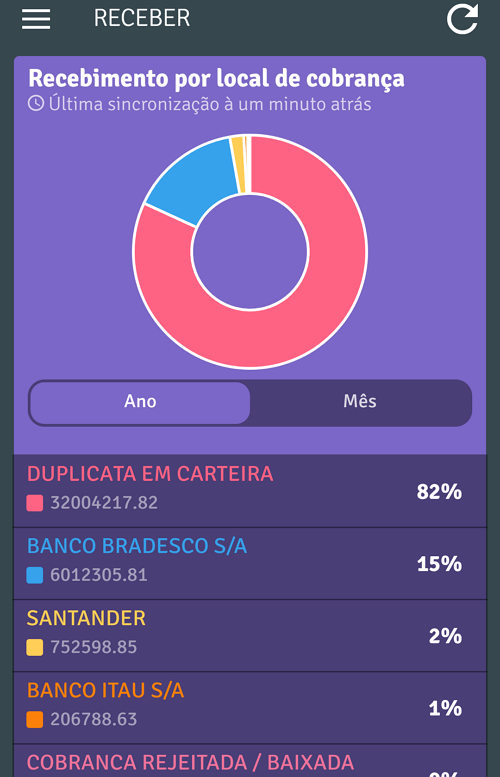 RECEBER
Recebimento por local de cobrança
Última sincronização à um minuto atrás
Ano
Mês
DUPLICATA EM CARTEIRA
32004217.82
82%
BANCO BRADESCO S/A
6012305.81
15%
SANTANDER
752598.85
2%
BANCO ITAU S/A
206788.63
1%
COBRANCA REJEITADA / BAIXADA